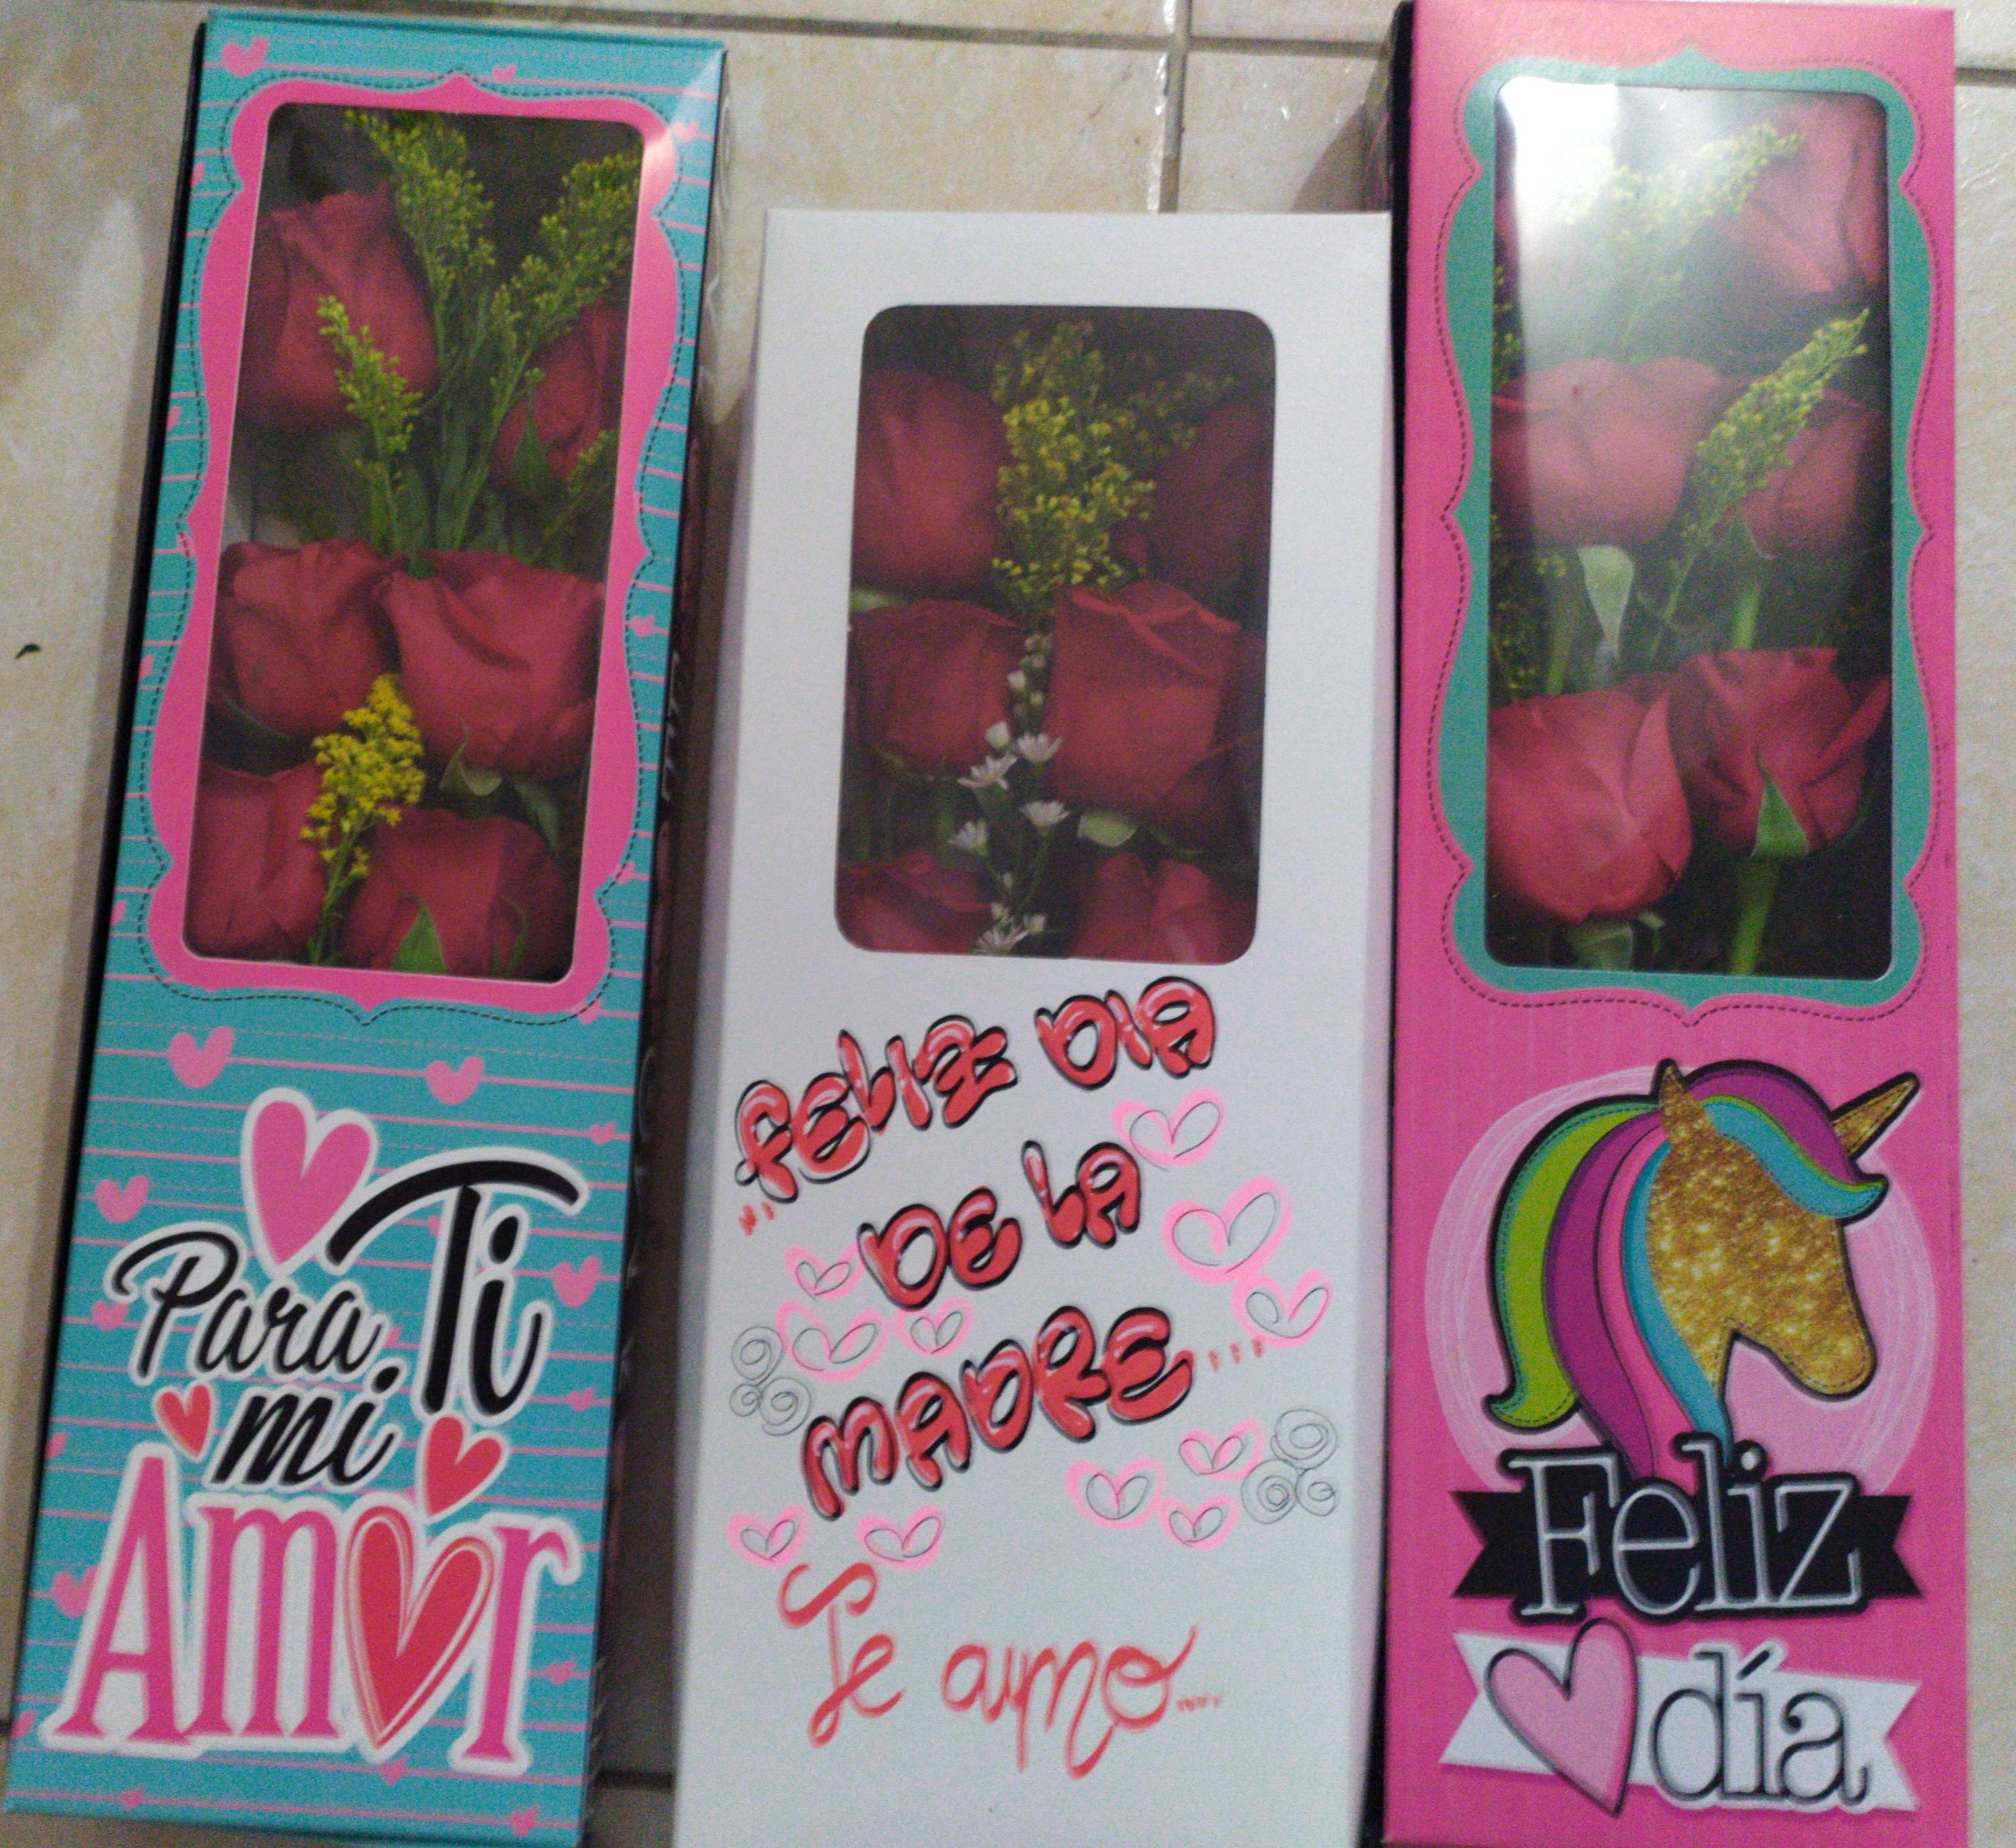 Para Ti
mi
Amor
FELIZ DIA
DE LA
MADRE....
Te amo....
Feliz
día